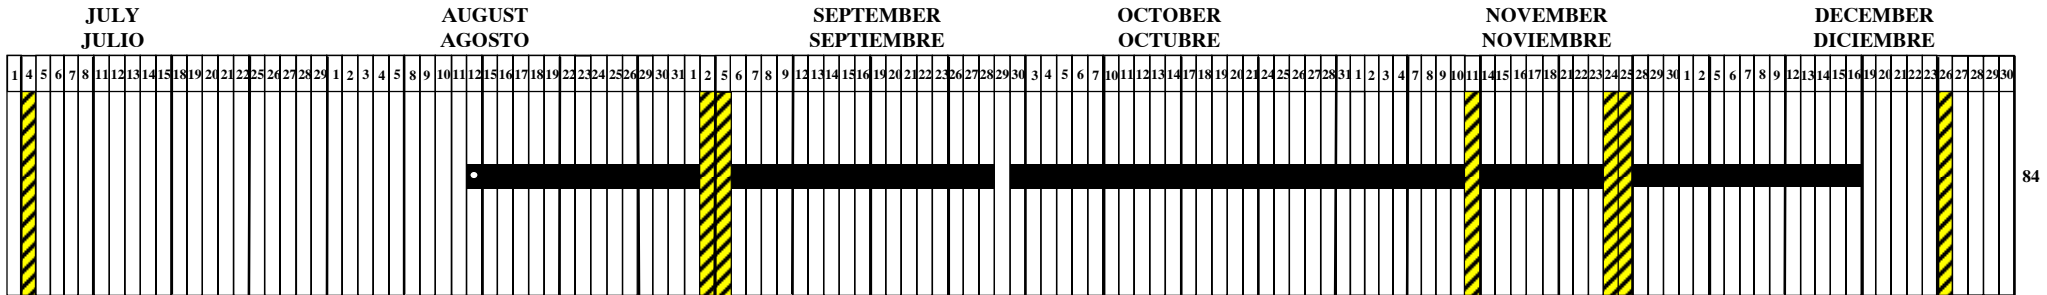 JULY AUGUST SEPTEMBER OCTOBER NOVEMBER DECEMBER
JULIO AGOSTO SEPTIEMBRE OCTUBRE NOVIEMBRE DICIEMBRE
1 4 5 6 7 8 11 12 13 14 15 18 19 20 21 22 25 26 27 28 29 1 2 3 4 5 8 9 10 11 12 15 16 17 18 19 22 23 24 25 26 29 30 31 1 2 5 6 7 8 9 12 13 14 15 16 19 20 21 22 23 26 27 28 29 30 3 4 5 6 7 10 11 12 13 14 17 18 19 20 21 24 25 26 27 28 31 1 2 3 4 7 8 9 10 11 14 15 16 17 18 21 22 23 24 25 28 29 30 1 2 5 6 7 8 9 12 13 14 15 16 19 20 21 22 23 26 27 28 29 30
84